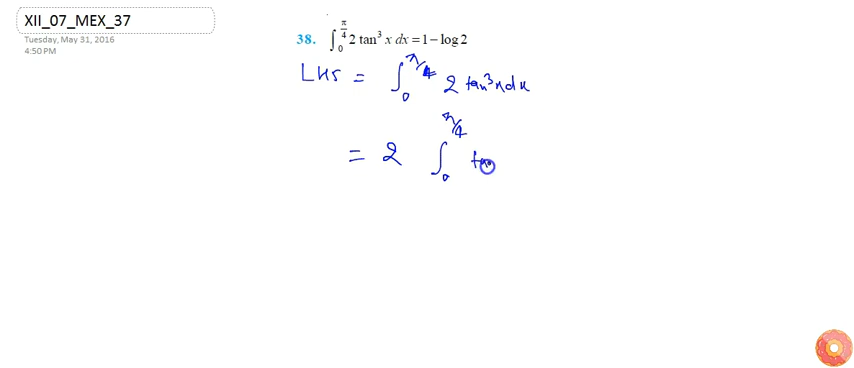 XII_07_MEX_37
Tuesday, May 31, 2016
4:50 PM
38. ∫₀^{π/4} 2 tan³ x dx = 1 − log 2
LHS = ∫₀^{π/4} 2 tan³x dx
= 2 ∫₀^{π/4} ta